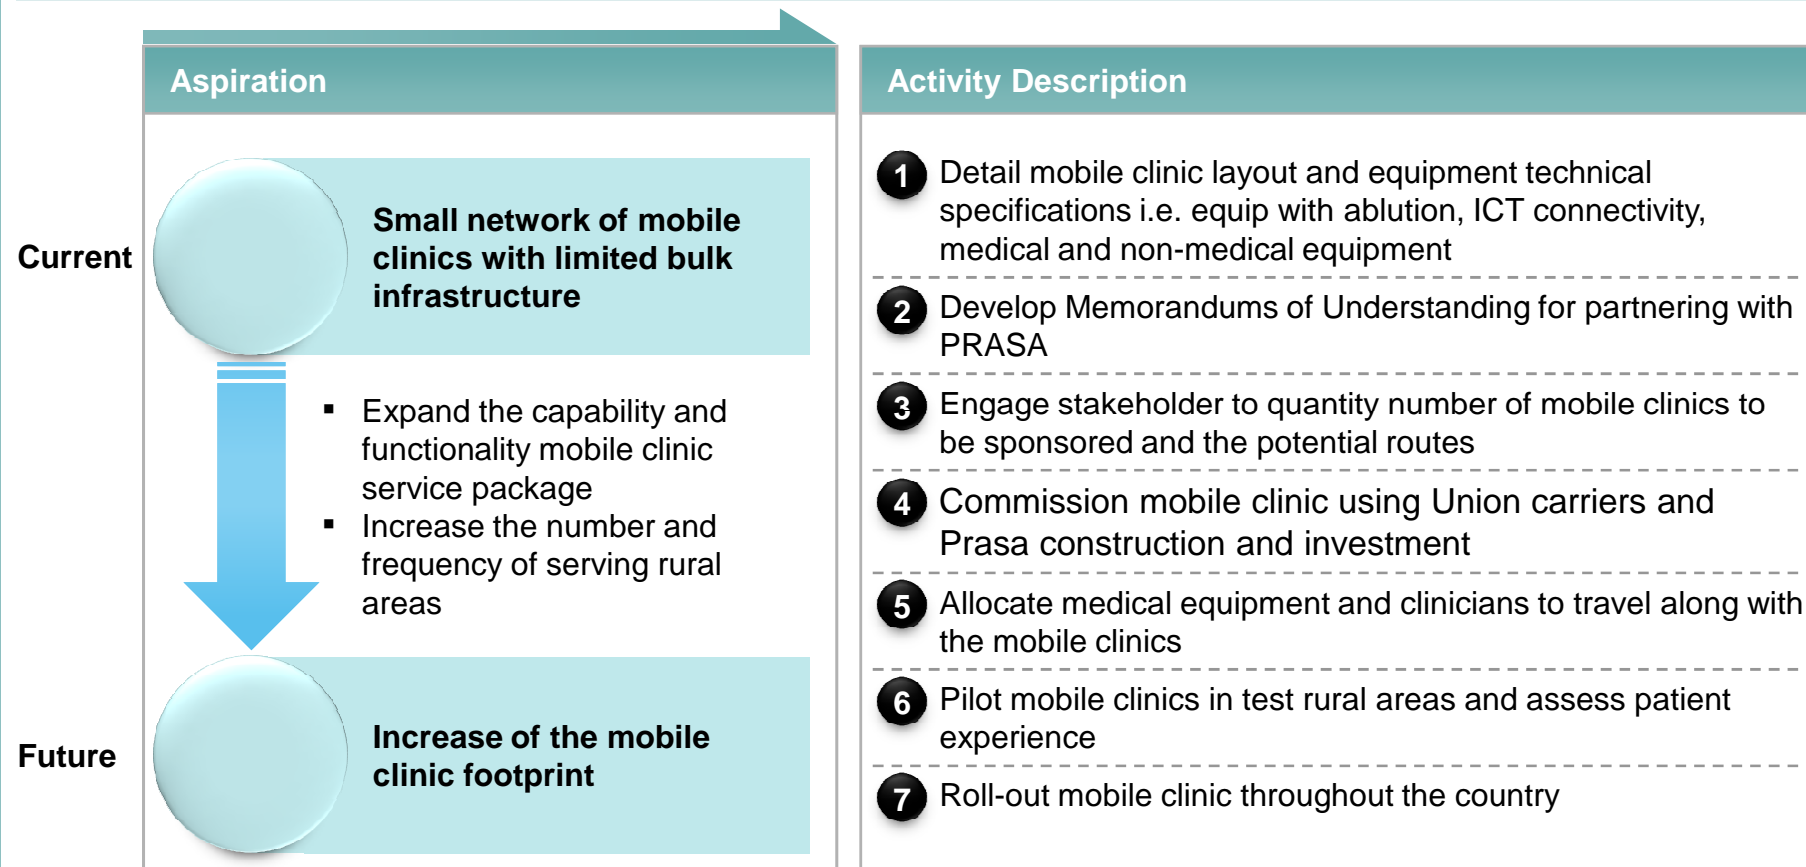 Aspiration
Current
Small network of mobile
clinics with limited bulk
infrastructure
▪ Expand the capability and
functionality mobile clinic
service package
▪ Increase the number and
frequency of serving rural
areas
Future
Increase of the mobile
clinic footprint
Activity Description
1 Detail mobile clinic layout and equipment technical
specifications i.e. equip with ablution, ICT connectivity,
medical and non-medical equipment
2 Develop Memorandums of Understanding for partnering with
PRASA
3 Engage stakeholder to quantity number of mobile clinics to
be sponsored and the potential routes
4 Commission mobile clinic using Union carriers and
Prasa construction and investment
5 Allocate medical equipment and clinicians to travel along with
the mobile clinics
6 Pilot mobile clinics in test rural areas and assess patient
experience
7 Roll-out mobile clinic throughout the country